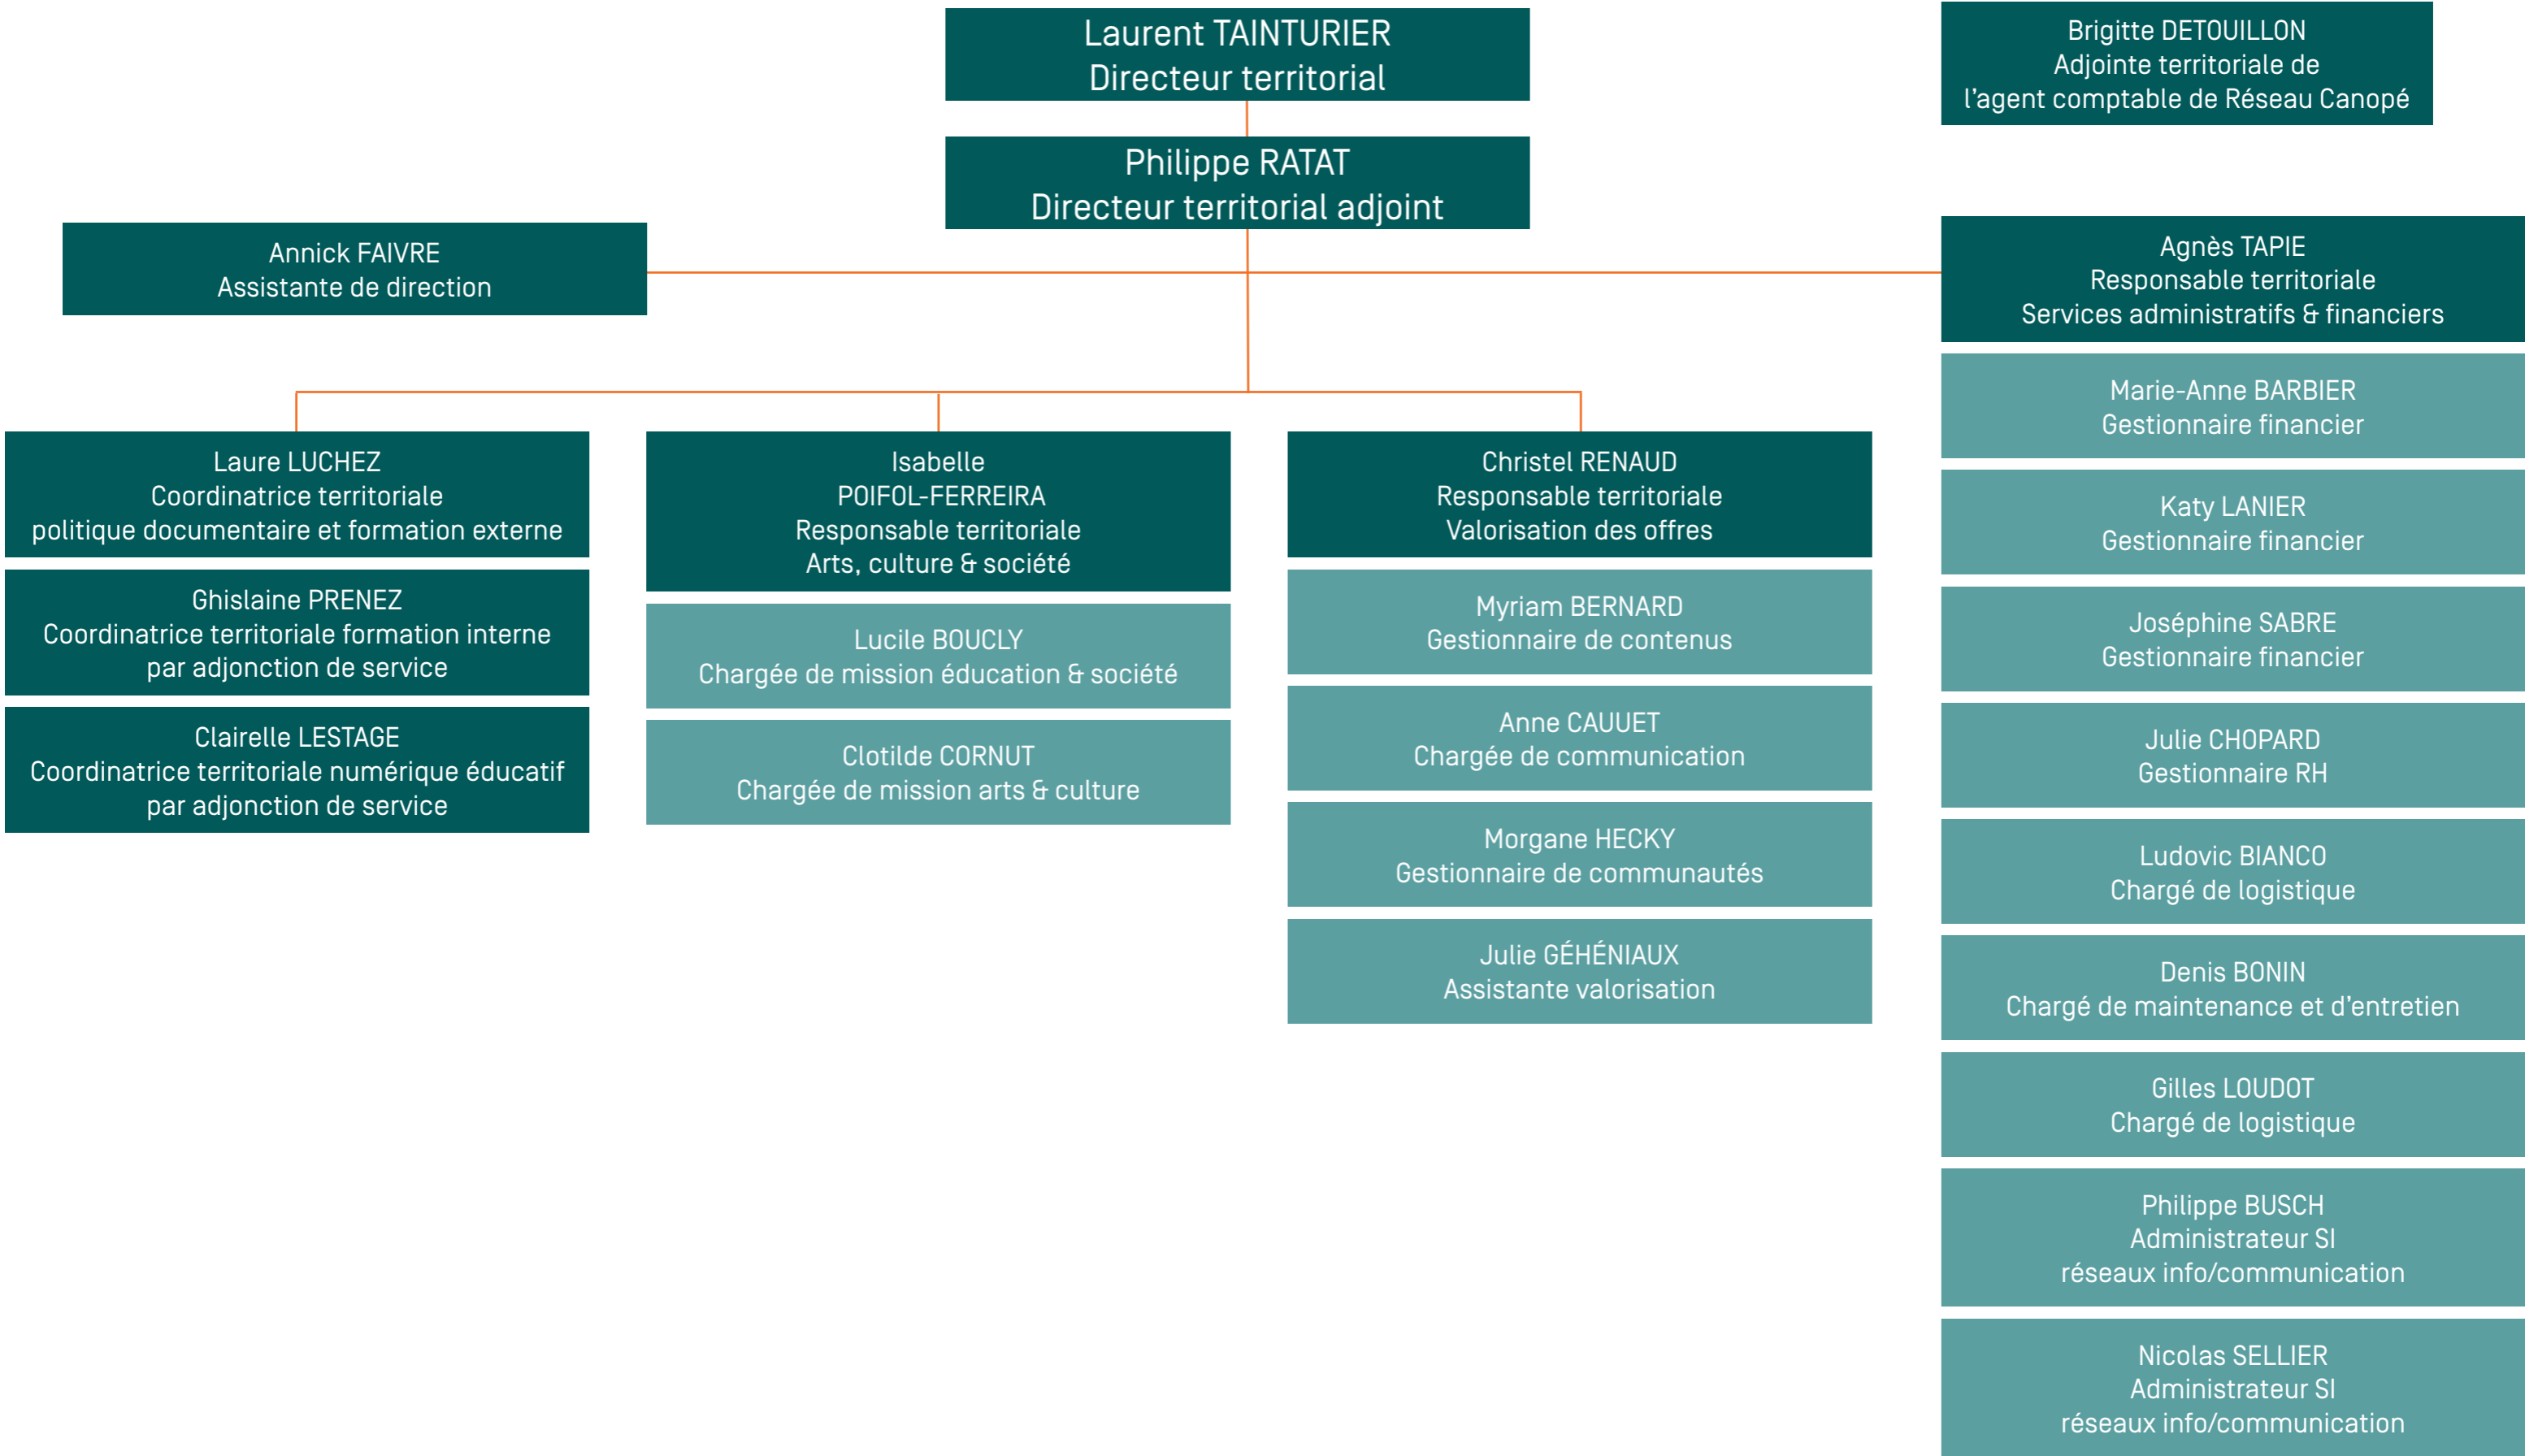 Laurent TAINTURIER
Directeur territorial
Brigitte DETOUILLON
Adjointe territoriale de
l’agent comptable de Réseau Canopé
Philippe RATAT
Directeur territorial adjoint
Annick FAIVRE
Assistante de direction
Agnès TAPIE
Responsable territoriale
Services administratifs & financiers
Marie-Anne BARBIER
Gestionnaire financier
Katy LANIER
Gestionnaire financier
Joséphine SABRE
Gestionnaire financier
Julie CHOPARD
Gestionnaire RH
Ludovic BIANCO
Chargé de logistique
Denis BONIN
Chargé de maintenance et d’entretien
Gilles LOUDOT
Chargé de logistique
Philippe BUSCH
Administrateur SI
réseaux info/communication
Nicolas SELLIER
Administrateur SI
réseaux info/communication
Laure LUCHEZ
Coordinatrice territoriale
politique documentaire et formation externe
Ghislaine PRENEZ
Coordinatrice territoriale formation interne
par adjonction de service
Clairelle LESTAGE
Coordinatrice territoriale numérique éducatif
par adjonction de service
Isabelle
POIFOL-FERREIRA
Responsable territoriale
Arts, culture & société
Lucile BOUCLY
Chargée de mission éducation & société
Clotilde CORNUT
Chargée de mission arts & culture
Christel RENAUD
Responsable territoriale
Valorisation des offres
Myriam BERNARD
Gestionnaire de contenus
Anne CAUUET
Chargée de communication
Morgane HECKY
Gestionnaire de communautés
Julie GÉHÉNIAUX
Assistante valorisation